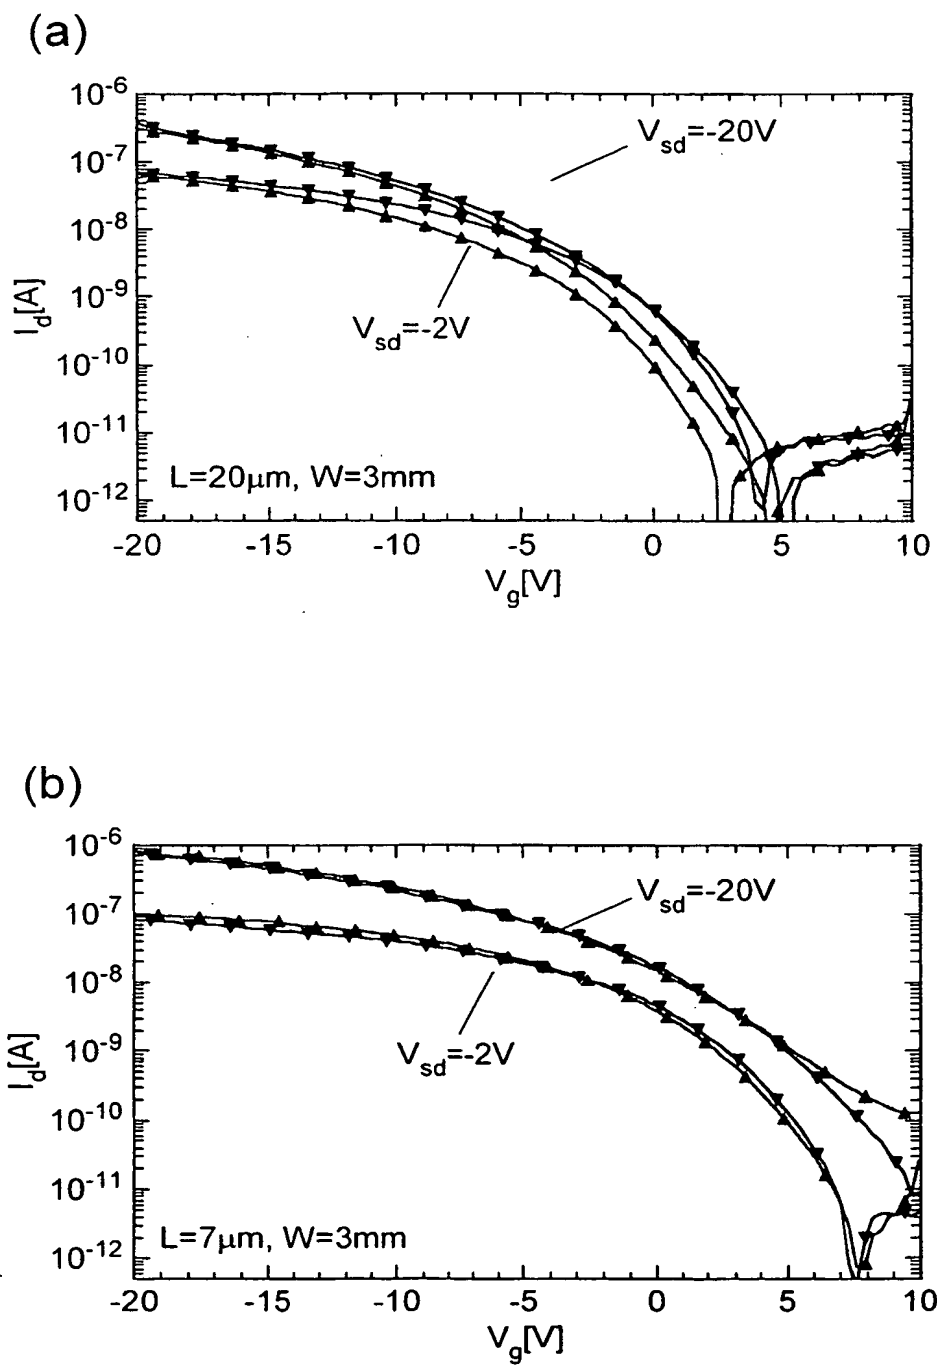 (a)
10-6
10-7
10-8
10-9
10-10
10-11
10-12
Id[A]
Vsd=-20V
Vsd=-2V
L=20μm, W=3mm
-20 -15 -10 -5 0 5 10
Vg[V]
(b)
10-6
10-7
10-8
10-9
10-10
10-11
10-12
Id[A]
Vsd=-20V
Vsd=-2V
L=7μm, W=3mm
-20 -15 -10 -5 0 5 10
Vg[V]